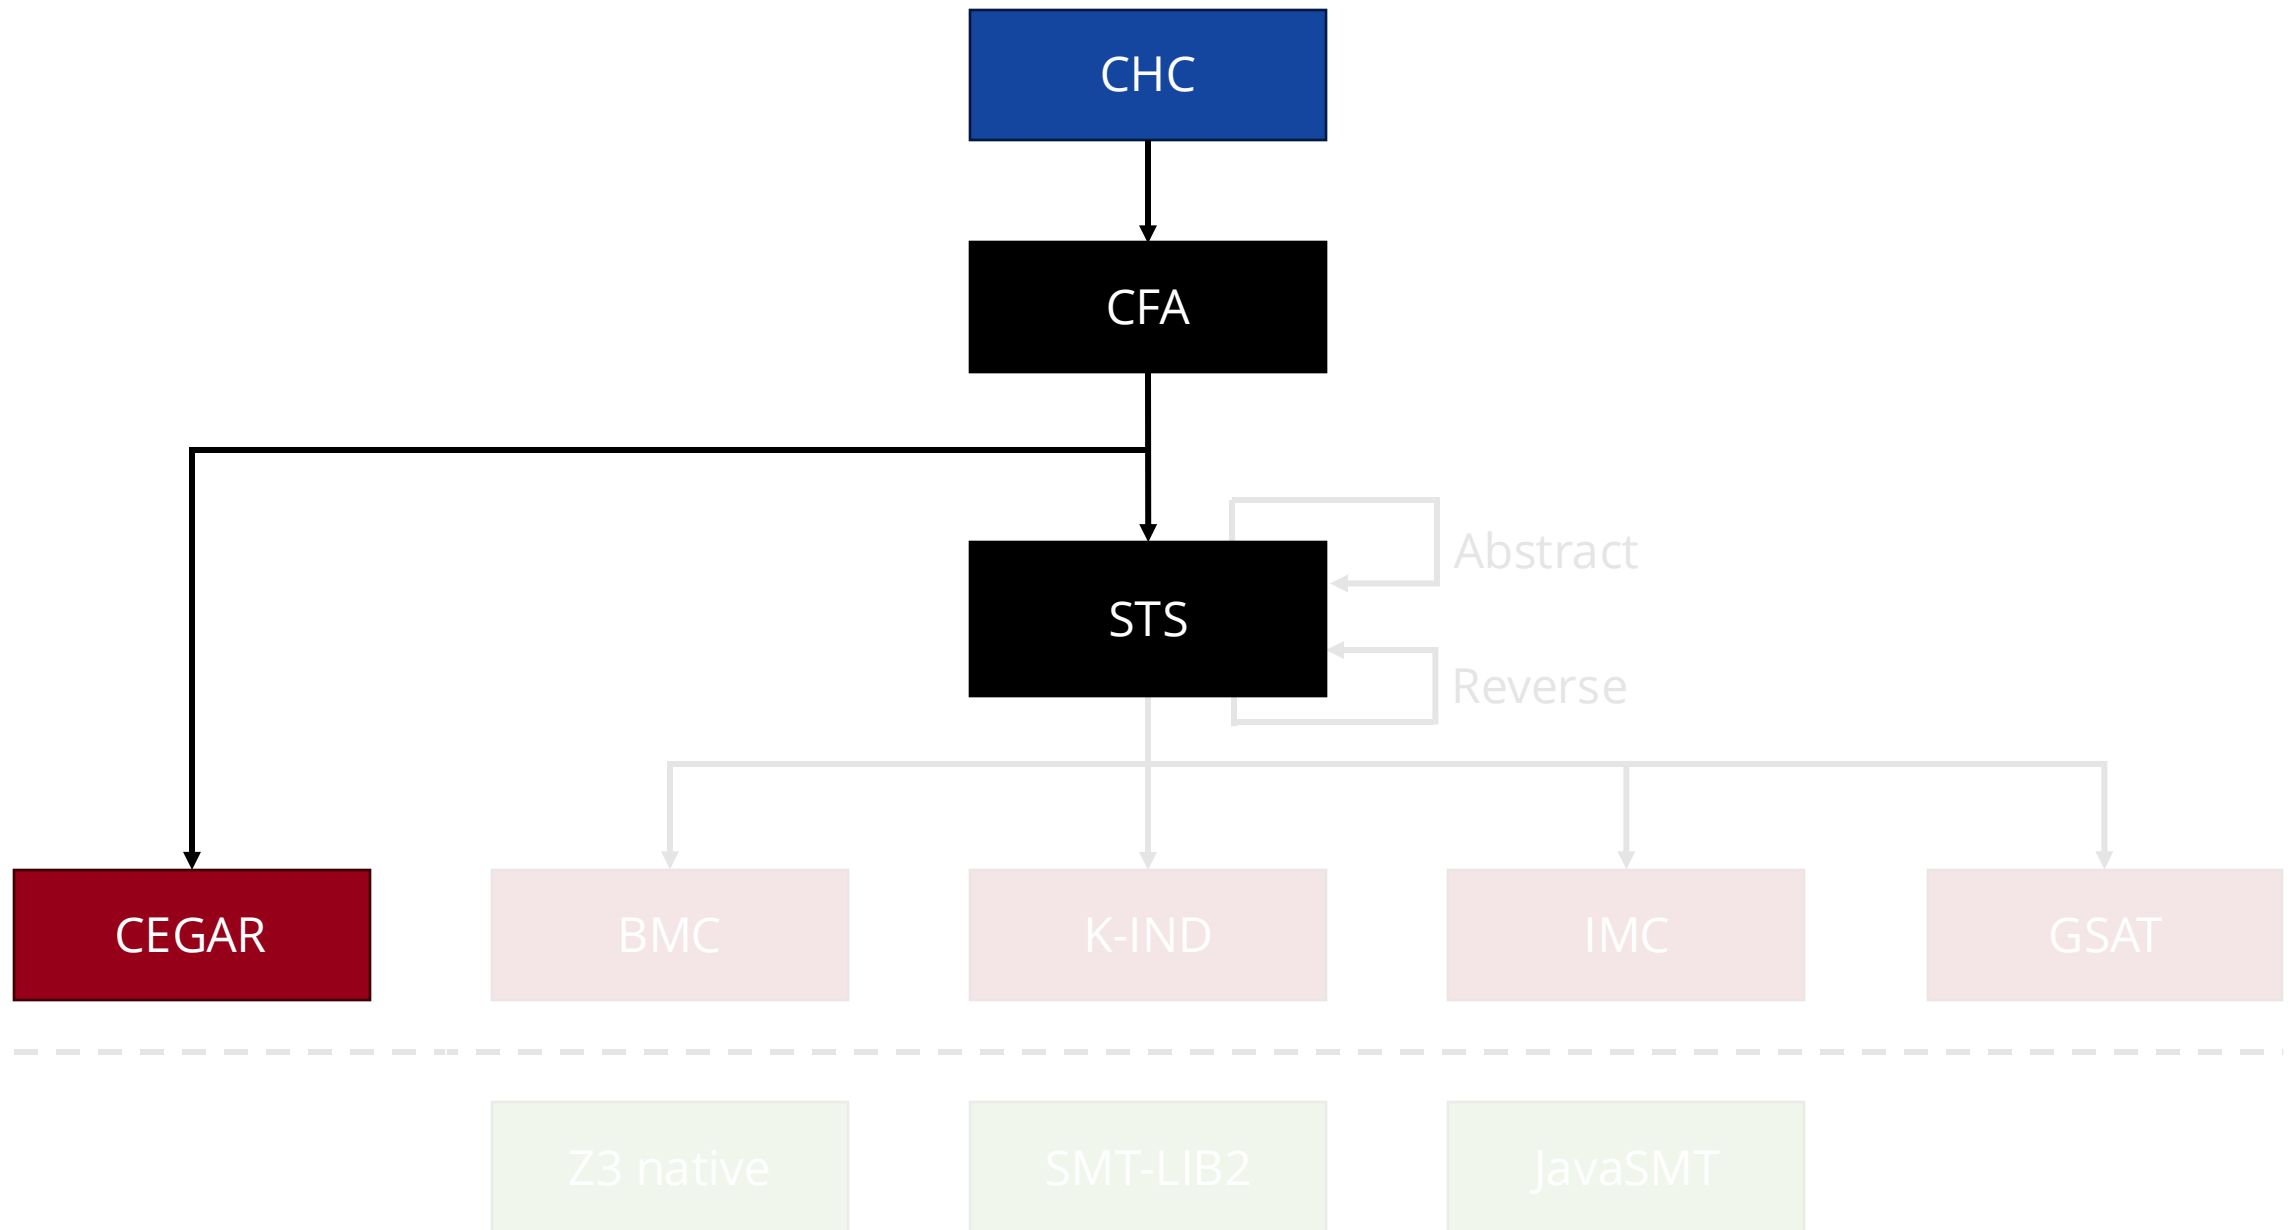 CHC
CFA
Abstract
STS
Reverse
CEGAR
BMC
K-IND
IMC
GSAT
Z3 native
SMT-LIB2
JavaSMT